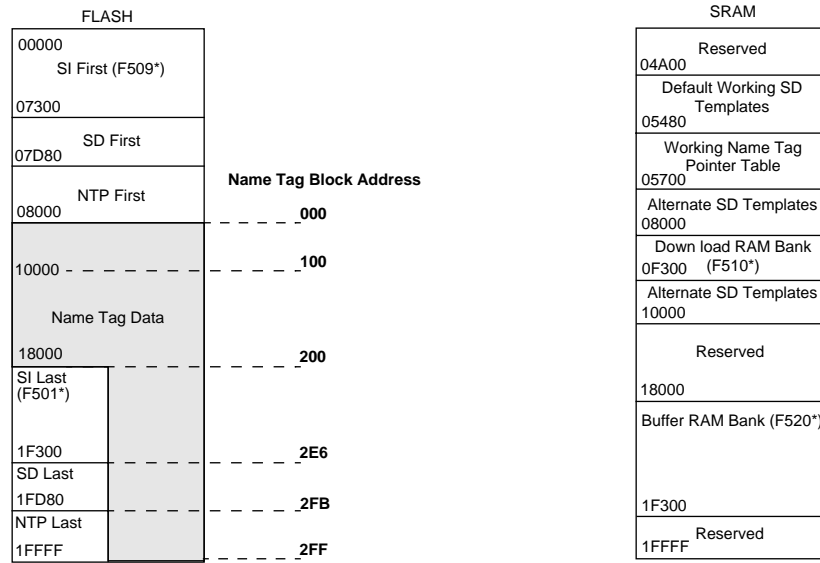 FLASH
00000
SI First (F509*)
07300
SD First
07D80
NTP First
08000
Name Tag Block Address
000
10000
100
Name Tag Data
18000
200
SI Last
(F501*)
1F300
2E6
SD Last
1FD80
2FB
NTP Last
1FFFF
2FF
SRAM
Reserved
04A00
Default Working SD
Templates
05480
Working Name Tag
Pointer Table
05700
Alternate SD Templates
08000
Down load RAM Bank
0F300 (F510*)
Alternate SD Templates
10000
Reserved
18000
Buffer RAM Bank (F520*)
1F300
Reserved
1FFFF